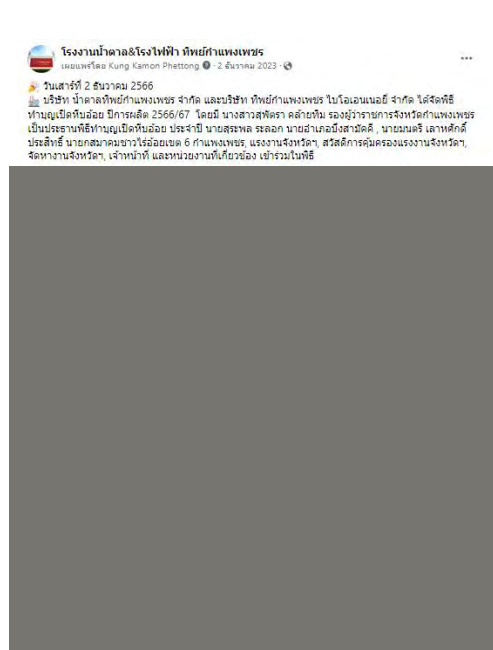 โรงงานน้ำตาล&โรงไฟฟ้า ทิพย์กำแพงเพชร
เผยแพร่โดย Kung Kamon Phettong · 2 ธันวาคม 2023 ·
วันเสาร์ที่ 2 ธันวาคม 2566
บริษัท น้ำตาลทิพย์กำแพงเพชร จำกัด และบริษัท ทิพย์กำแพงเพชร ไบโอเอนเนอยี่ จำกัด ได้จัดพิธี
ทำบุญเปิดหีบอ้อย ปีการผลิต 2566/67 โดยมี นางสาวสุพัตรา คล้ายทิม รองผู้ว่าราชการจังหวัดกำแพงเพชร
เป็นประธานพิธีทำบุญเปิดหีบอ้อย ประจำปี นายสุระพล ระลอก นายอำเภอบึงสามัคคี , นายมนตรี เลาหศักดิ์
ประสิทธิ์ นายกสมาคมชาวไร่อ้อยเขต 6 กำแพงเพชร, แรงงานจังหวัดฯ, สวัสดิการคุ้มครองแรงงานจังหวัดฯ,
จัดหางานจังหวัดฯ, เจ้าหน้าที่ และหน่วยงานที่เกี่ยวข้อง เข้าร่วมในพิธี